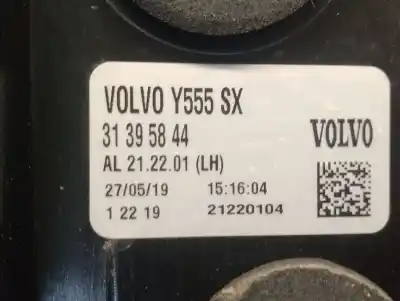 VOLVO Y555 SX
31 39 58 44
VOLVO
AL 21.22.01 (LH)
27/05/19 15:16:04
1 22 19 21220104